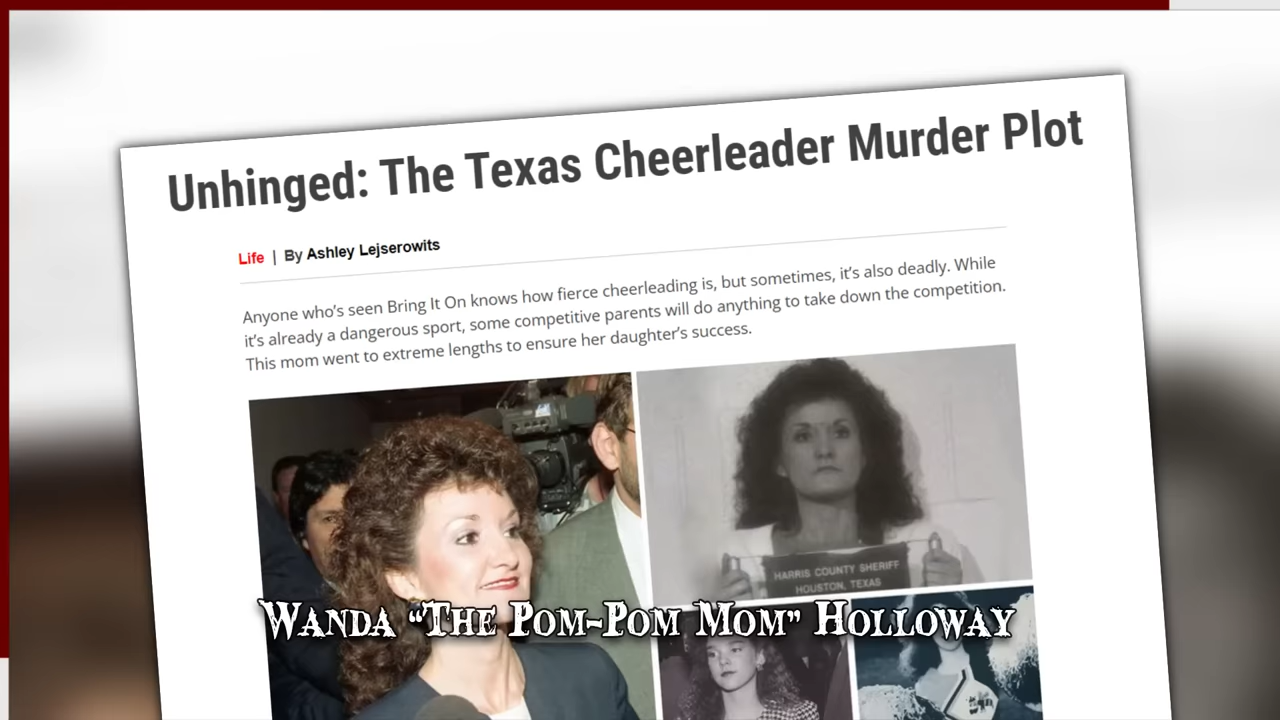 Unhinged: The Texas Cheerleader Murder Plot
Life | By Ashley Lejserowits
Anyone who’s seen Bring It On knows how fierce cheerleading is, but sometimes, it’s also deadly. While
it’s already a dangerous sport, some competitive parents will do anything to take down the competition.
This mom went to extreme lengths to ensure her daughter’s success.
HARRIS COUNTY SHERIFF
HOUSTON, TEXAS
WANDA “THE POM-POM MOM” HOLLOWAY